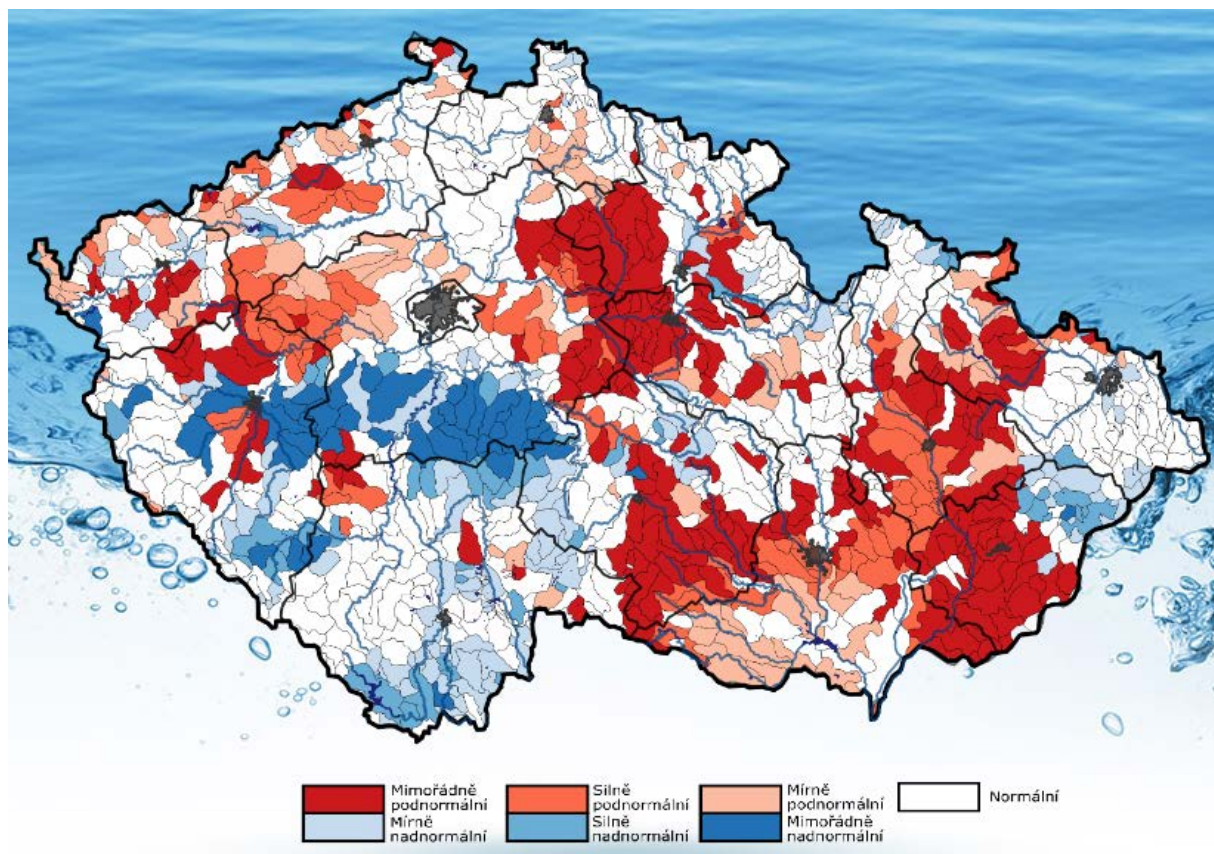 Mimořádně
podnormální
Silně
podnormální
Mírně
podnormální
Normální
Mírně
nadnormální
Silně
nadnormální
Mimořádně
nadnormální